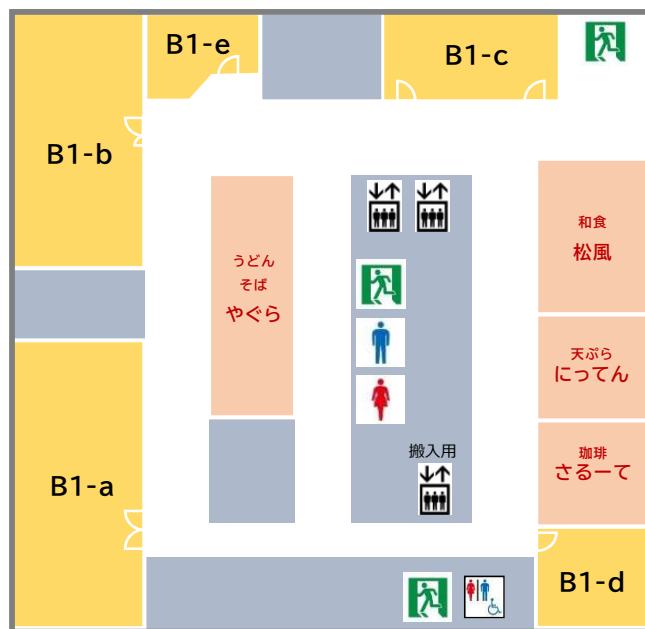 B1-e
B1-c
B1-b
和食
松風
うどん
そば
やぐら
天ぷら
にってん
搬入用
珈琲
さるーて
B1-a
B1-d